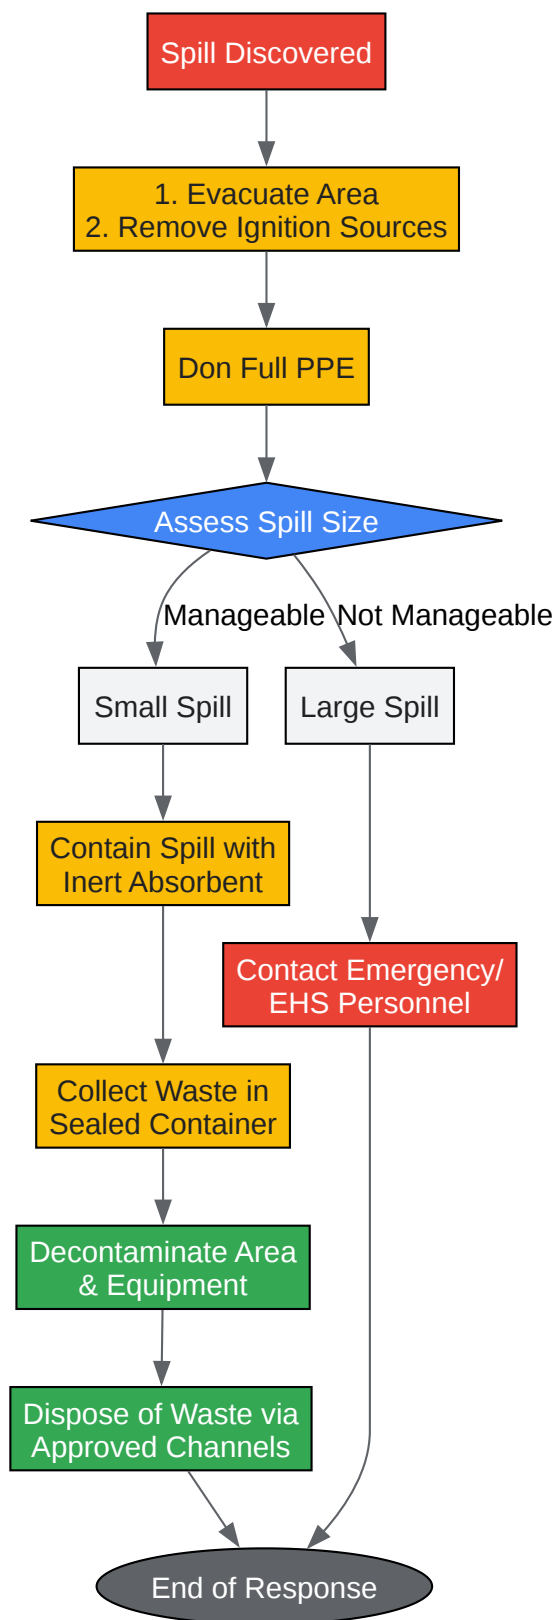 Spill Discovered
1. Evacuate Area
2. Remove Ignition Sources
Don Full PPE
Assess Spill Size
Manageable
Not Manageable
Small Spill
Large Spill
Contain Spill with
Inert Absorbent
Contact Emergency/
EHS Personnel
Collect Waste in
Sealed Container
Decontaminate Area
& Equipment
Dispose of Waste via
Approved Channels
End of Response